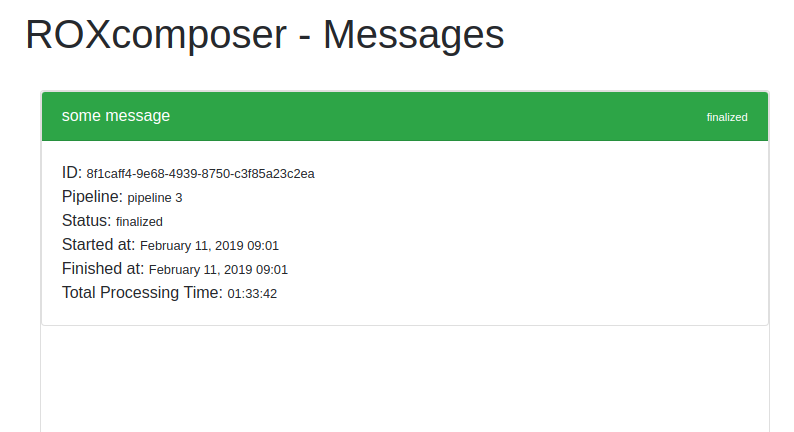 ROXcomposer - Messages
some message finalized
ID: 8f1caff4-9e68-4939-8750-c3f85a23c2ea
Pipeline: pipeline 3
Status: finalized
Started at: February 11, 2019 09:01
Finished at: February 11, 2019 09:01
Total Processing Time: 01:33:42